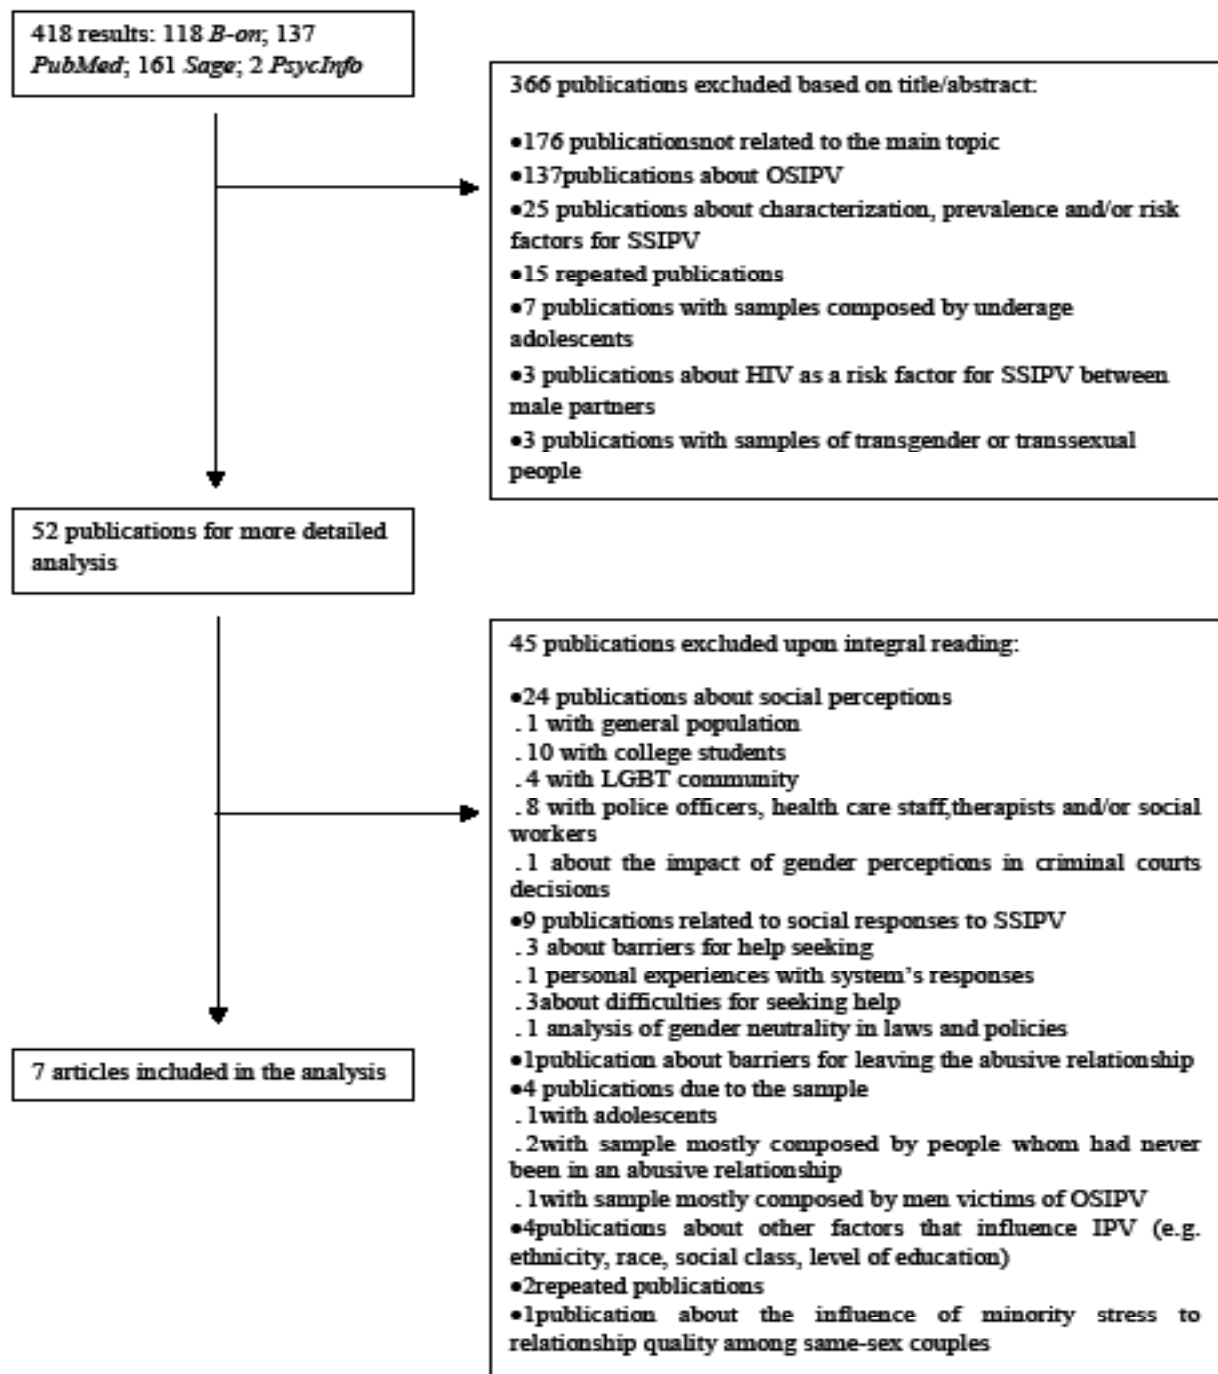 418 results: 118 B-on; 137
PubMed; 161 Sage; 2 PsycInfo
366 publications excluded based on title/abstract:
●176 publicationsnot related to the main topic
●137publications about OSIPV
●25 publications about characterization, prevalence and/or risk
factors for SSIPV
●15 repeated publications
●7 publications with samples composed by underage
adolescents
●3 publications about HIV as a risk factor for SSIPV between
male partners
●3 publications with samples of transgender or transsexual
people
52 publications for more detailed
analysis
45 publications excluded upon integral reading:
●24 publications about social perceptions
. 1 with general population
. 10 with college students
. 4 with LGBT community
. 8 with police officers, health care staff,therapists and/or social
workers
. 1 about the impact of gender perceptions in criminal courts
decisions
●9 publications related to social responses to SSIPV
. 3 about barriers for help seeking
. 1 personal experiences with system's responses
. 3about difficulties for seeking help
. 1 analysis of gender neutrality in laws and policies
●1publication about barriers for leaving the abusive relationship
●4 publications due to the sample
. 1with adolescents
. 2with sample mostly composed by people whom had never
been in an abusive relationship
. 1with sample mostly composed by men victims of OSIPV
●4publications about other factors that influence IPV (e.g.
ethnicity, race, social class, level of education)
●2repeated publications
●1publication about the influence of minority stress to
relationship quality among same-sex couples
7 articles included in the analysis